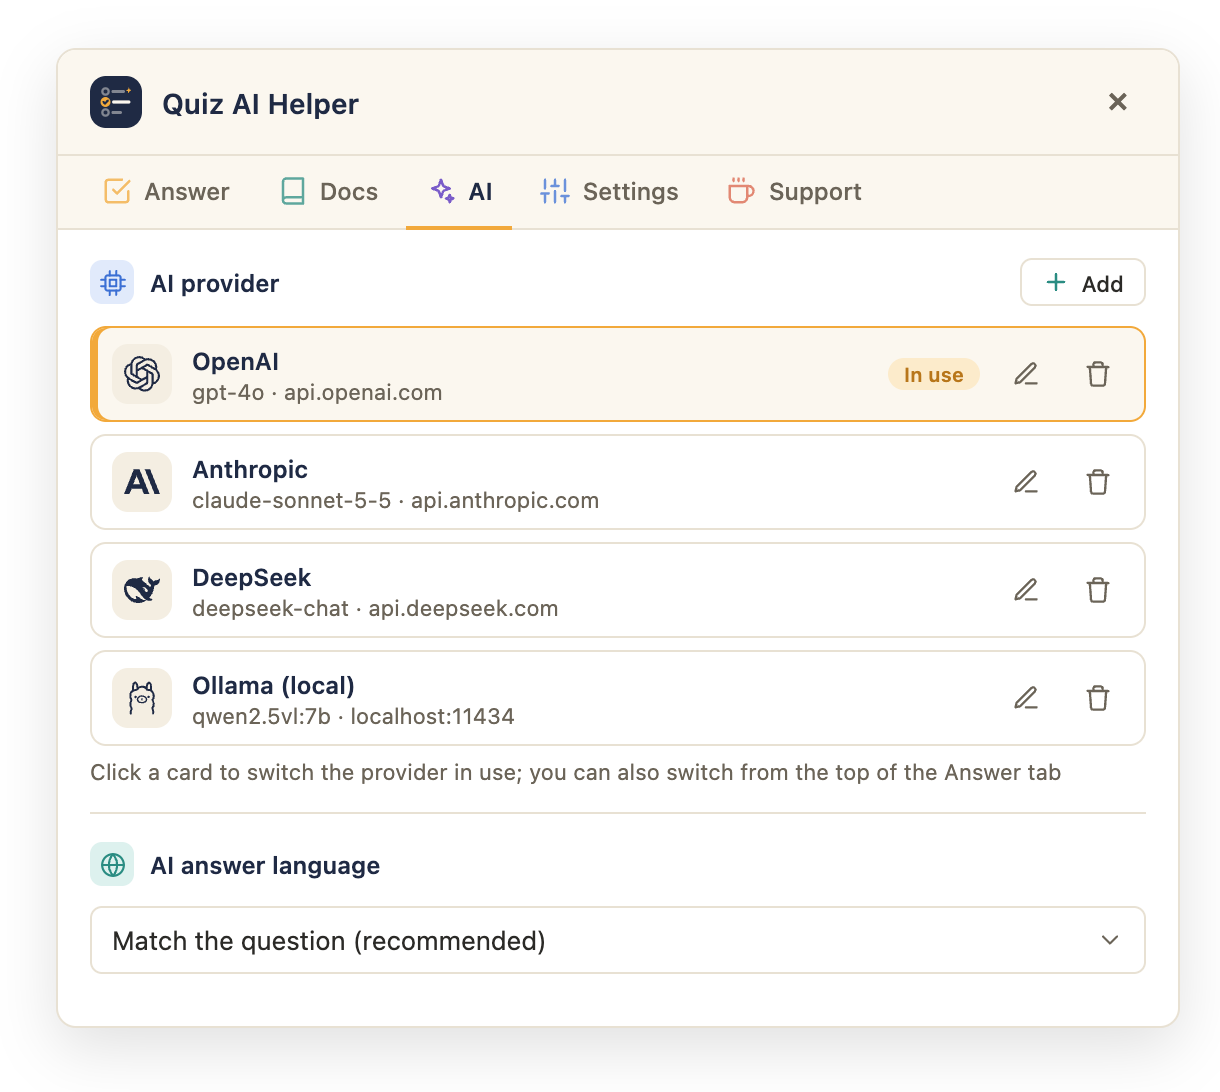 Quiz AI Helper
Answer
Docs
AI
Settings
Support
AI provider
Add
OpenAI
gpt-4o · api.openai.com
In use
Anthropic
claude-sonnet-5-5 · api.anthropic.com
DeepSeek
deepseek-chat · api.deepseek.com
Ollama (local)
qwen2.5vl:7b · localhost:11434
Click a card to switch the provider in use; you can also switch from the top of the Answer tab
AI answer language
Match the question (recommended)